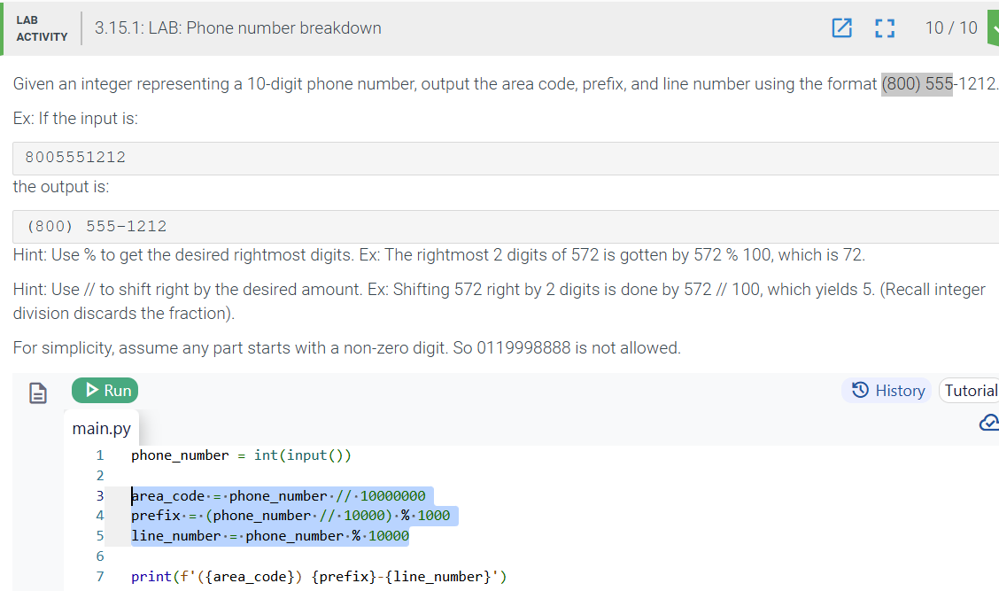 LAB
ACTIVITY
3.15.1: LAB: Phone number breakdown
10 / 10
Given an integer representing a 10-digit phone number, output the area code, prefix, and line number using the format (800) 555-1212.
Ex: If the input is:
8005551212
the output is:
(800) 555-1212
Hint: Use % to get the desired rightmost digits. Ex: The rightmost 2 digits of 572 is gotten by 572 % 100, which is 72.
Hint: Use // to shift right by the desired amount. Ex: Shifting 572 right by 2 digits is done by 572 // 100, which yields 5. (Recall integer
division discards the fraction).
For simplicity, assume any part starts with a non-zero digit. So 0119998888 is not allowed.
Run
History
Tutorial
main.py
1 phone_number = int(input())
2
3 area_code·=·phone_number·//·10000000
4 prefix·=·(phone_number·//·10000)·%·1000
5 line_number·=·phone_number·%·10000
6
7 print(f'({area_code}) {prefix}-{line_number}')